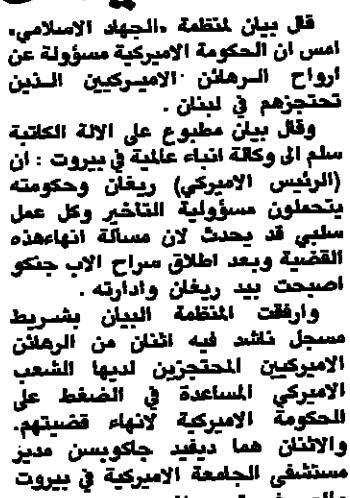 قال بيان لمنظمة «الجهاد الاسلامي»
امس ان الحكومة الاميركية مسؤولة عن
ارواح الرهائن الاميركيين الذين
تحتجزهم في لبنان .
وقال بيان مطبوع على الالة الكاتبة
سلم الى وكالة انباء عالمية في بيروت : ان
(الرئيس الاميركي) ريغان وحكومته
يتحملون مسؤولية التأخير وكل عمل
سلبي قد يحدث لان مسألة انهاءهذه
القضية وبعد اطلاق سراح الاب جنكو
اصبحت بيد ريغان وادارته .
وارفقت المنظمة البيان بشريط
مسجل ناشد فيه اثنان من الرهائن
الاميركيين المحتجزين لديها الشعب
الاميركي المساعدة في الضغط على
الحكومة الاميركية لانهاء قضيتهم.
والاثنان هما ديفيد جاكوبسن مدير
مستشفى الجامعة الاميركية في بيروت